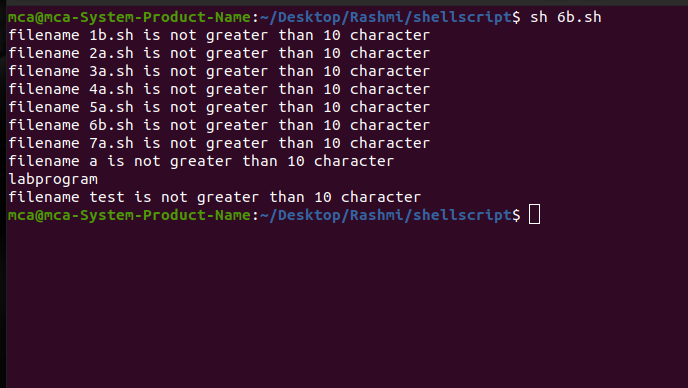 mca@mca-System-Product-Name:~/Desktop/Rashmi/shellscript$ sh 6b.sh
filename 1b.sh is not greater than 10 character
filename 2a.sh is not greater than 10 character
filename 3a.sh is not greater than 10 character
filename 4a.sh is not greater than 10 character
filename 5a.sh is not greater than 10 character
filename 6b.sh is not greater than 10 character
filename 7a.sh is not greater than 10 character
filename a is not greater than 10 character
labprogram
filename test is not greater than 10 character
mca@mca-System-Product-Name:~/Desktop/Rashmi/shellscript$